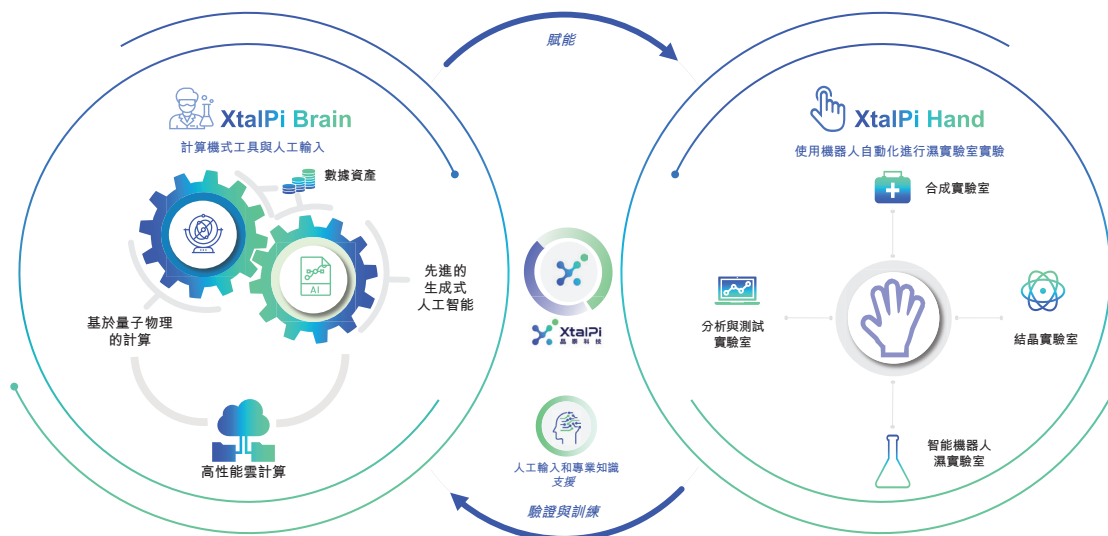 賦能
XtalPi Brain
計算機式工具與人工輸入
數據資產
先進的
生成式
人工智能
AI
基於量子物理
的計算
高性能雲計算
XtalPi
晶泰科技
人工輸入和專業知識
支援
驗證與訓練
XtalPi Hand
使用機器人自動化進行濕實驗室實驗
合成實驗室
分析與測試
實驗室
結晶實驗室
智能機器人
濕實驗室